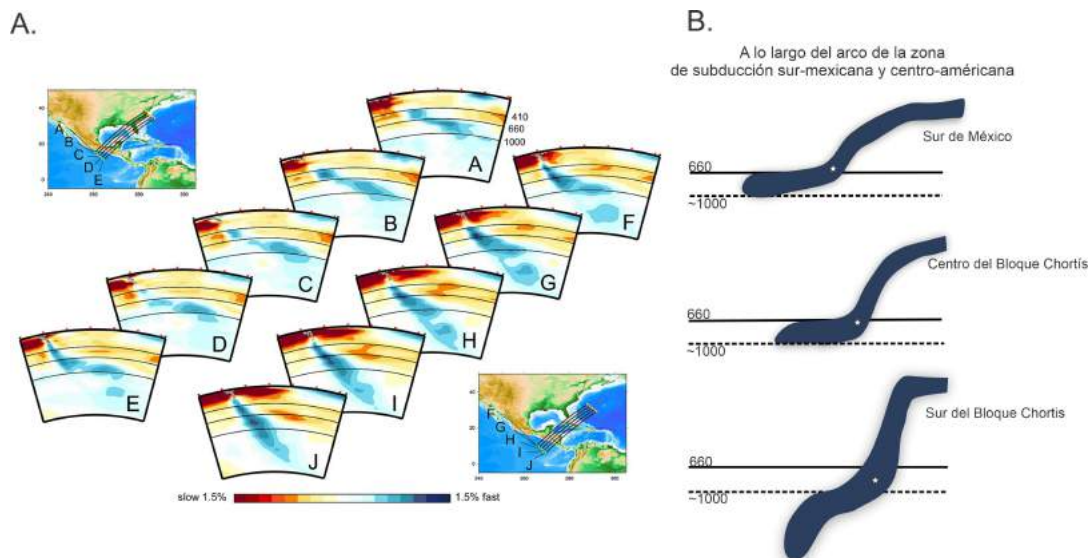 A.
A
B
C
D
E
410
660
1000
A
B
C
D
E
F
G
H
I
J
F
G
H
I
J
slow 1.5%
1.5% fast
B.
A lo largo del arco de la zona
de subducción sur-mexicana y centro-américana
Sur de México
660
~1000
Centro del Bloque Chortís
660
~1000
Sur del Bloque Chortis
660
~1000